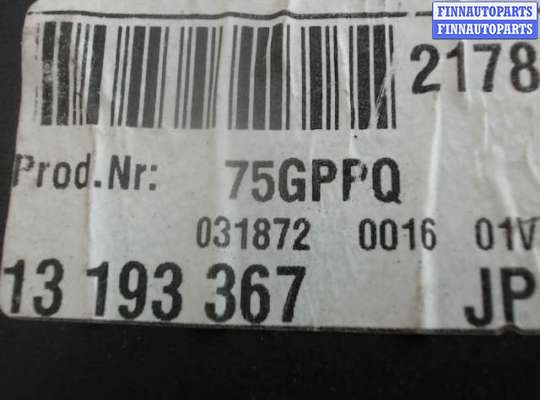 FINNAUTOPARTS
FINNAUTOPARTS
2178
Prod.Nr: 75GPPQ
031872 0016 01V
13 193 367 JP